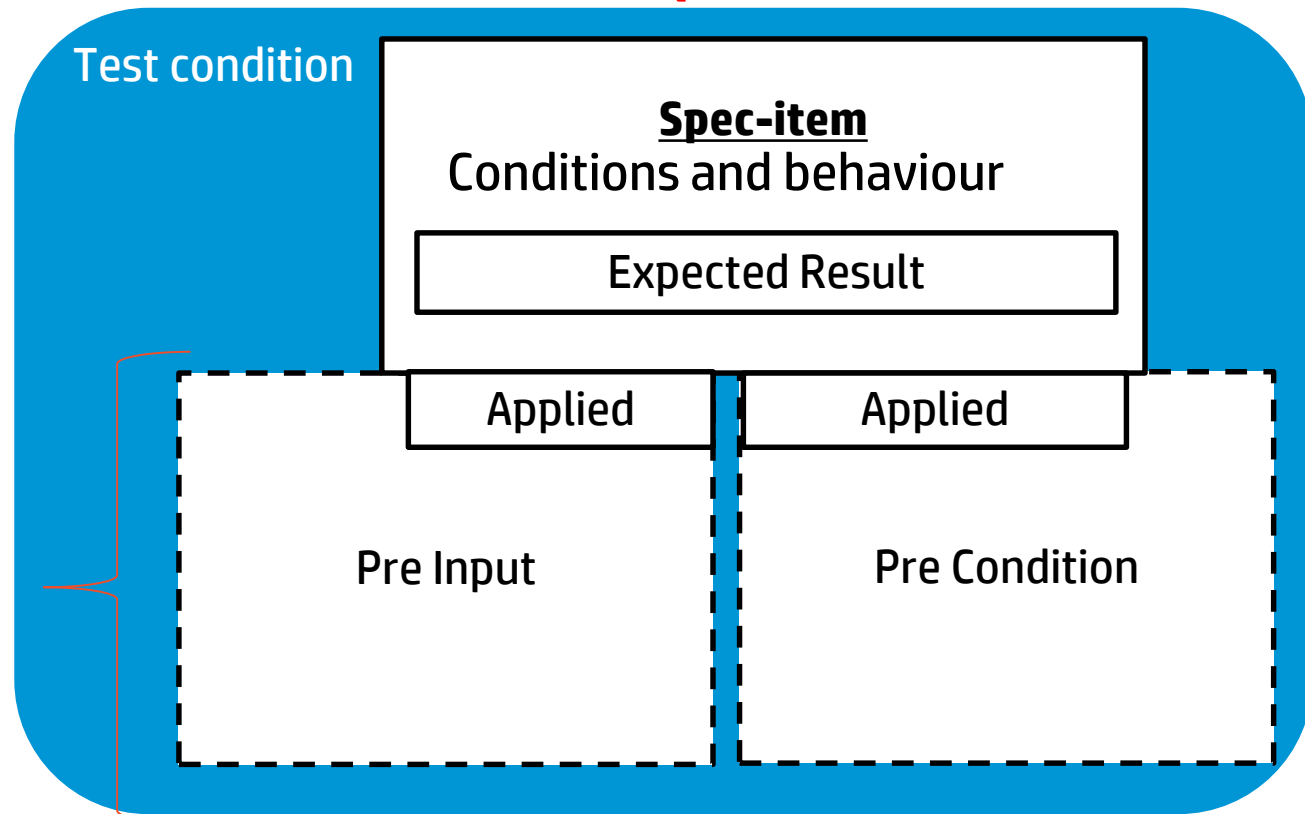 Test condition
Spec-item
Conditions and behaviour
Expected Result
Applied
Applied
Pre Input
Pre Condition